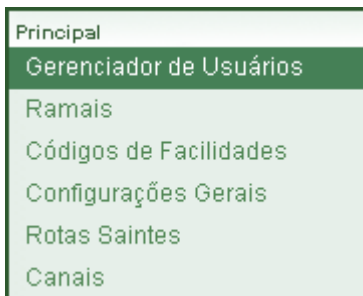 Principal
Gerenciador de Usuários
Ramais
Códigos de Facilidades
Configurações Gerais
Rotas Saintes
Canais